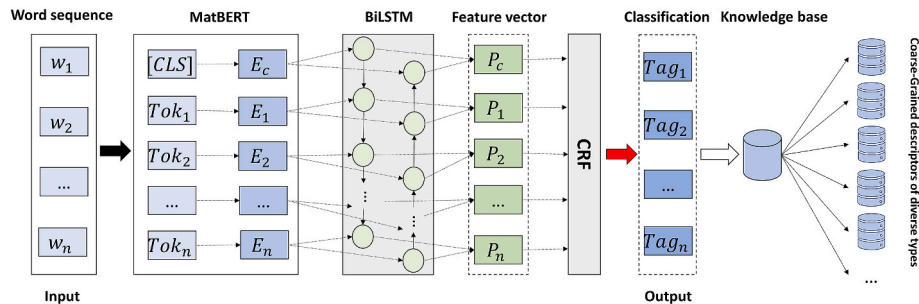 Word sequence
MatBERT
BiLSTM
Feature vector
Classification
Knowledge base
w1
w2
...
wn
[CLS]
Tok1
Tok2
...
Tokn
Ec
E1
E2
...
En
...
...
Pc
P1
P2
...
Pn
CRF
Tag1
Tag2
...
Tagn
...
Coarse-Grained descriptors
of diverse types
Input
Output